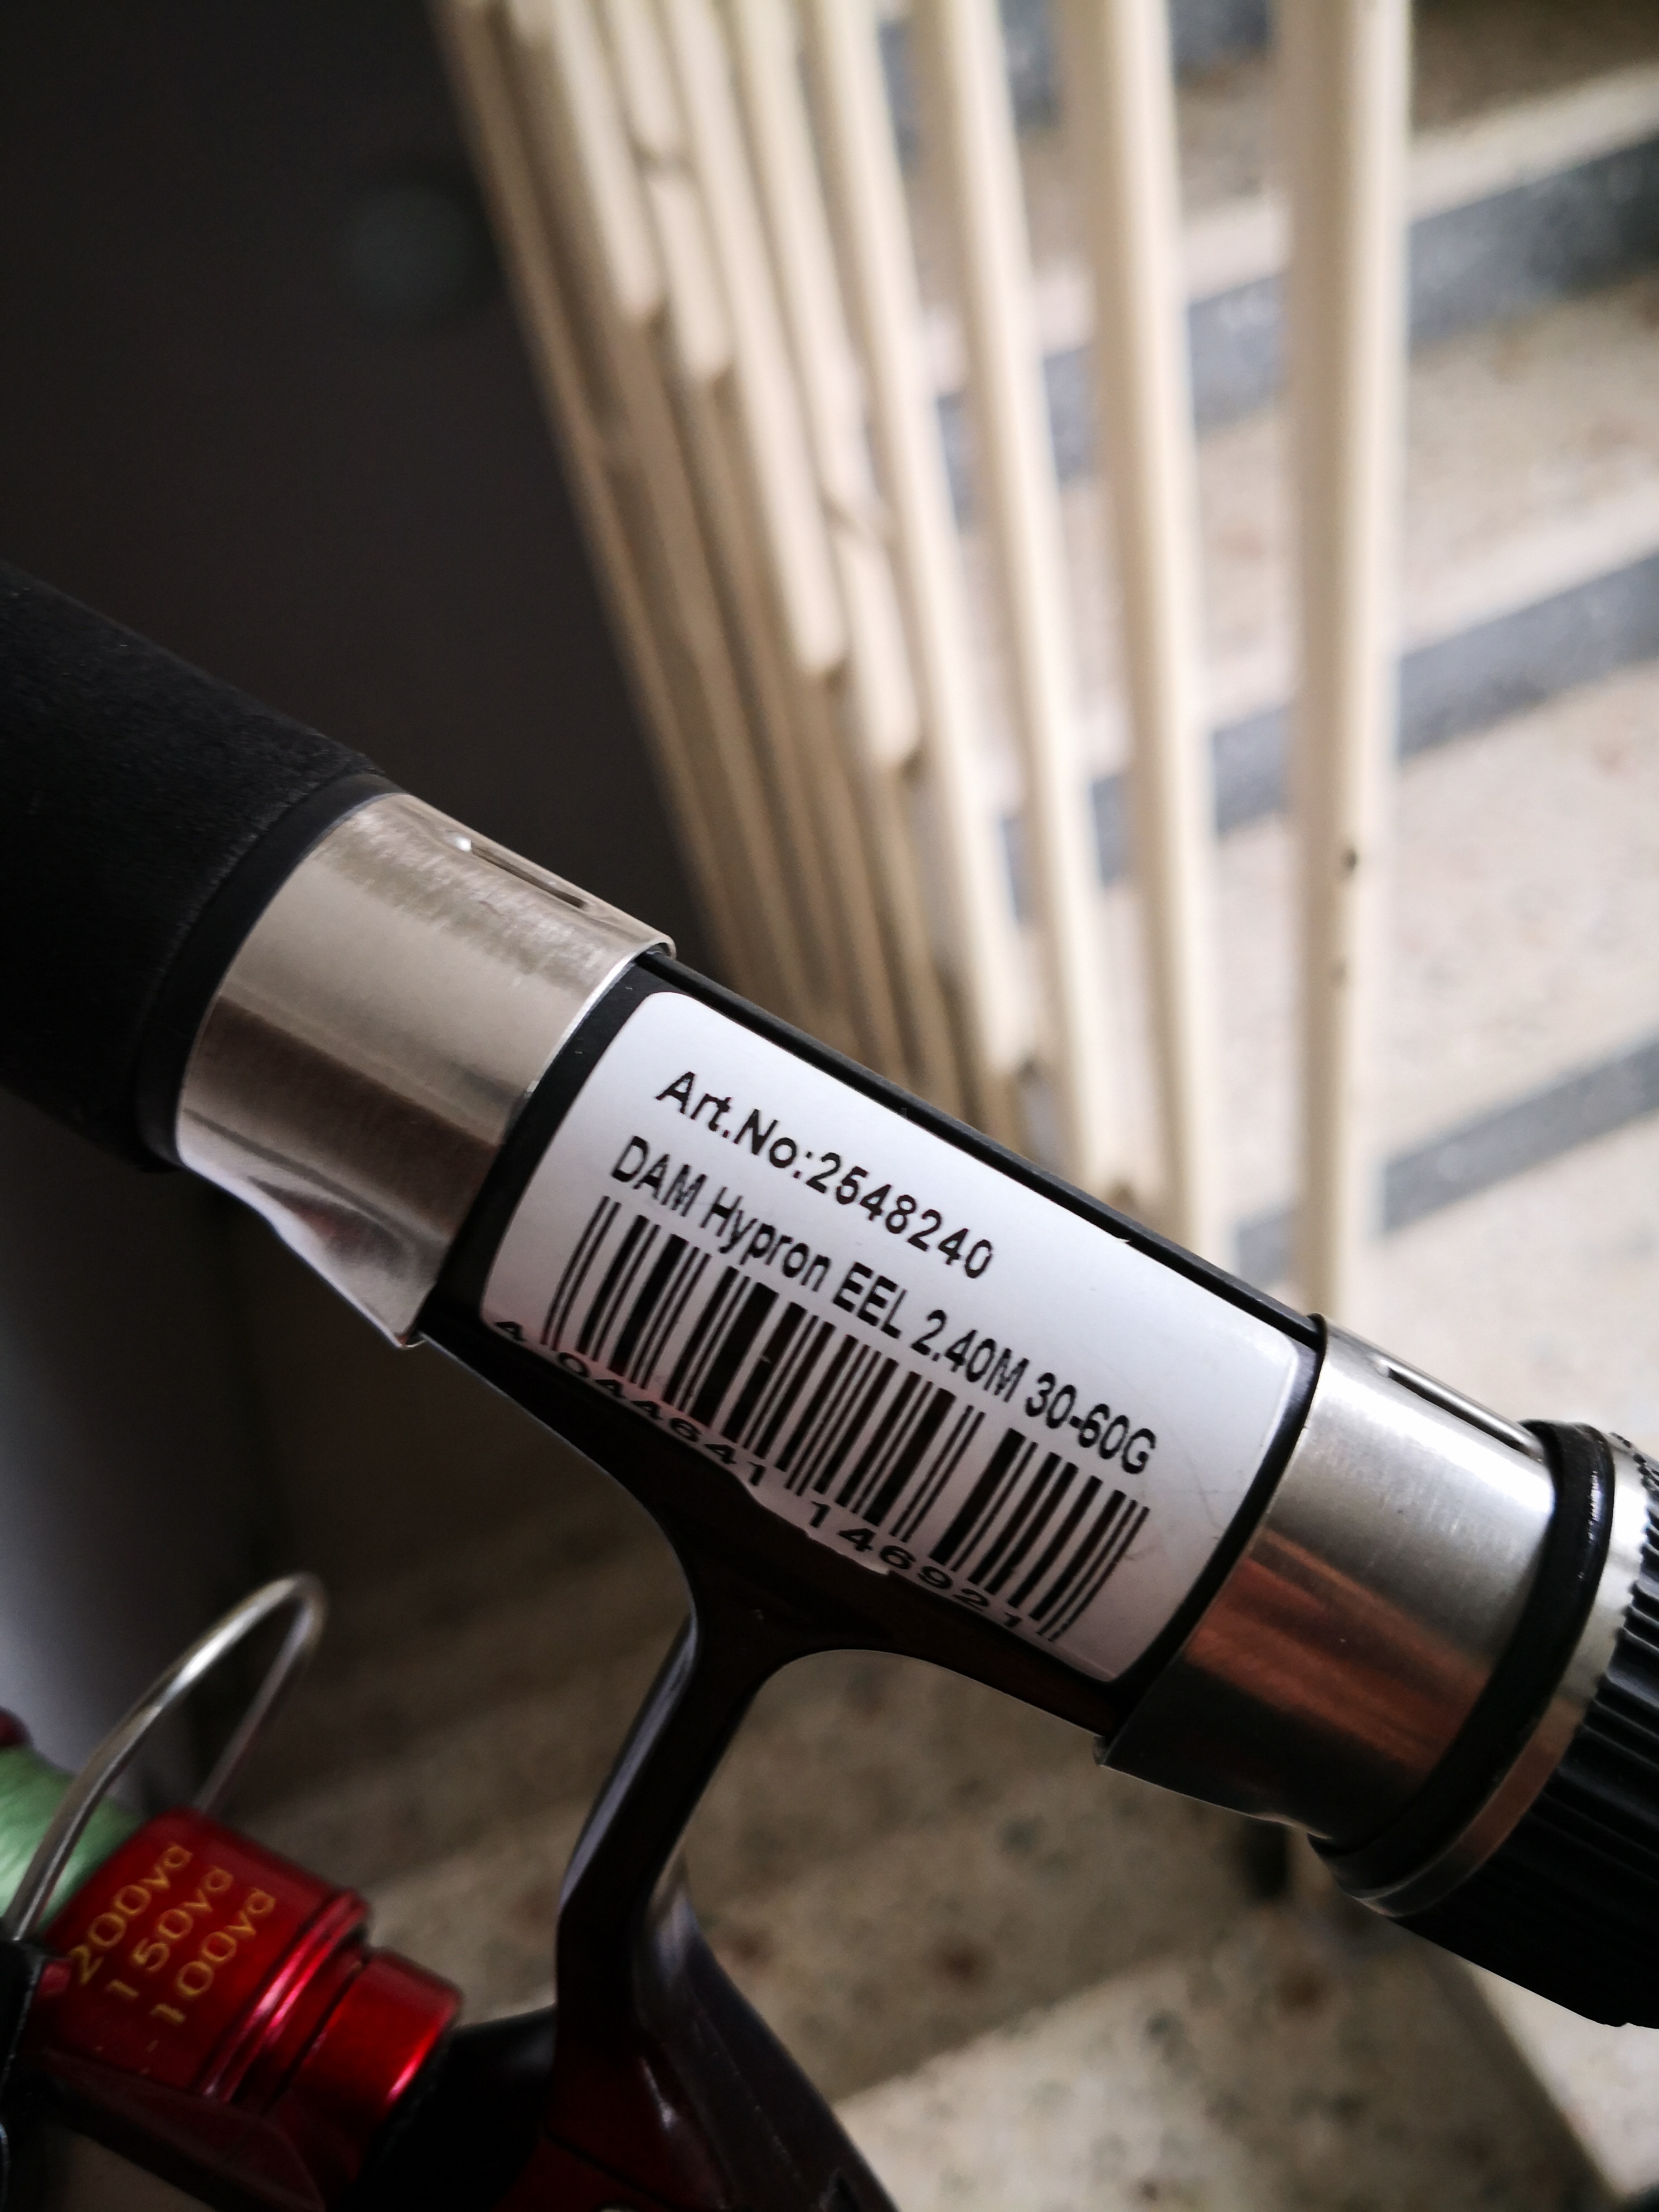 Art.No:2548240
DAM Hypron EEL 2.40M 30-60G
4 044641 146921
200yd
150yd
100yd